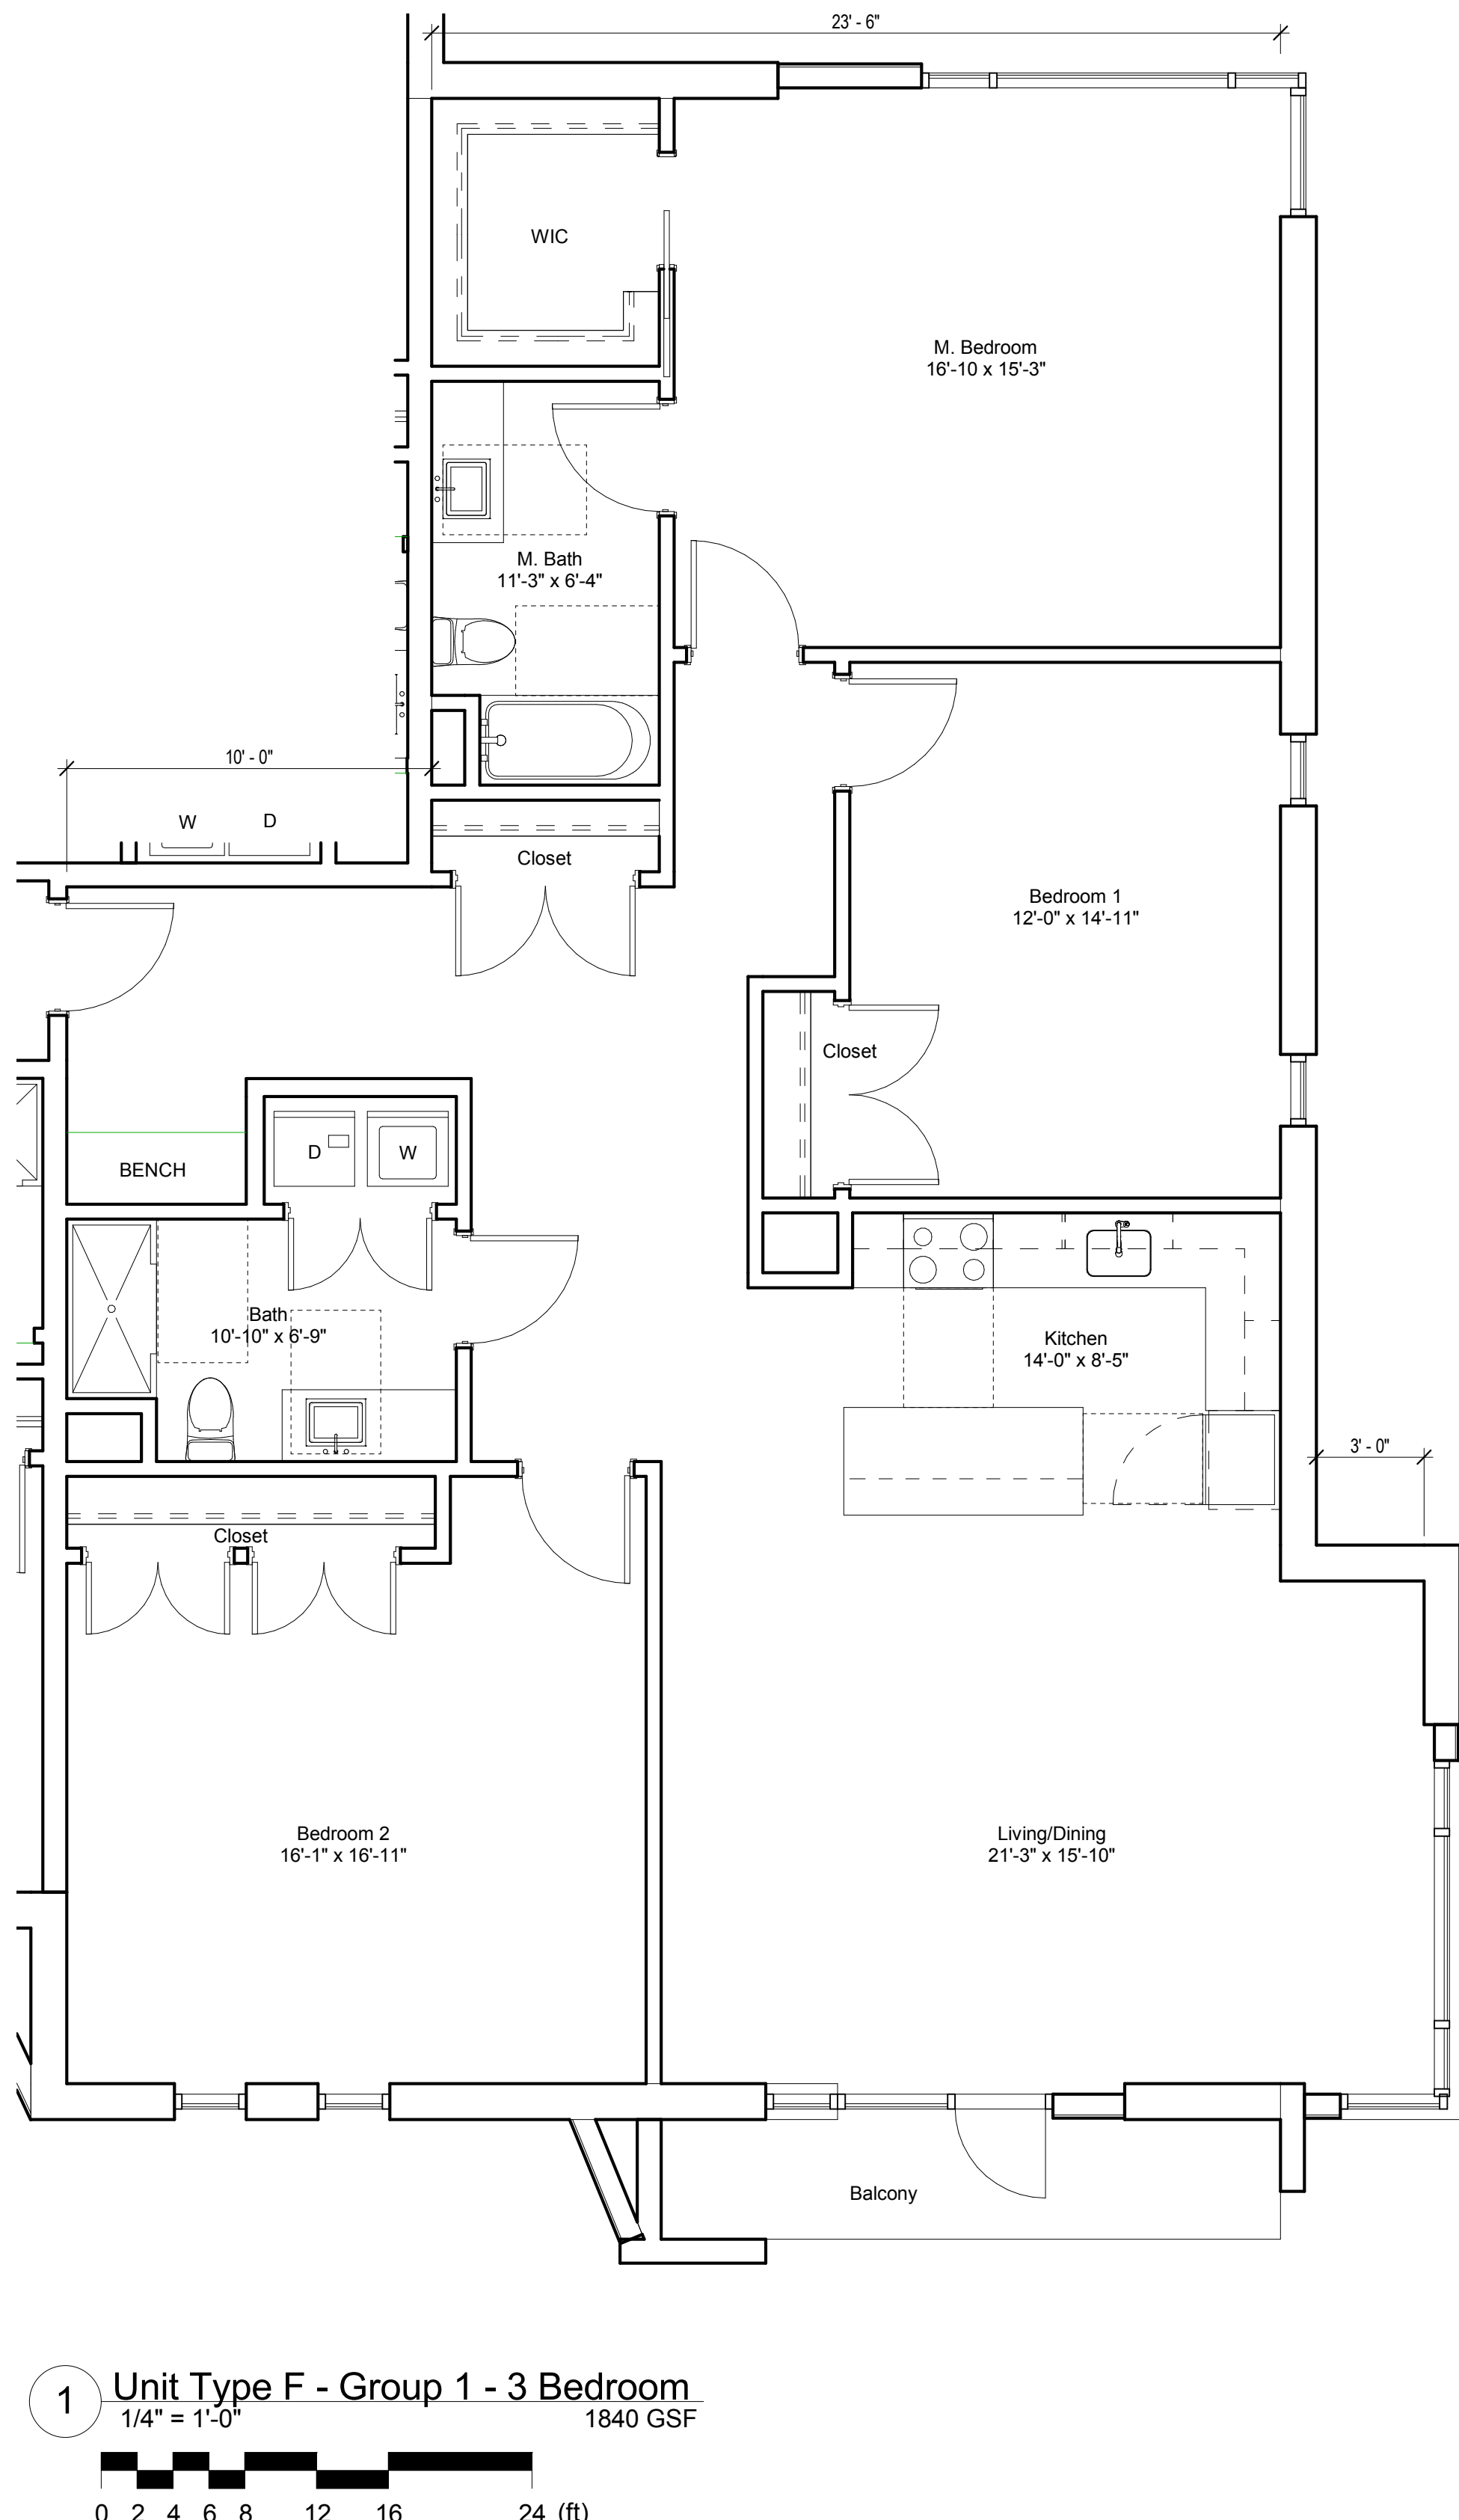 23' - 6"
WIC
M. Bedroom
16'-10 x 15'-3"
M. Bath
11'-3" x 6'-4"
10' - 0"
W
D
Closet
Bedroom 1
12'-0" x 14'-11"
Closet
D
W
BENCH
Bath
10'-10" x 6'-9"
Kitchen
14'-0" x 8'-5"
3' - 0"
Closet
Bedroom 2
16'-1" x 16'-11"
Living/Dining
21'-3" x 15'-10"
Balcony
1
Unit Type F - Group 1 - 3 Bedroom
1/4" = 1'-0"
1840 GSF
0 2 4 6 8 12 16 24 (ft)